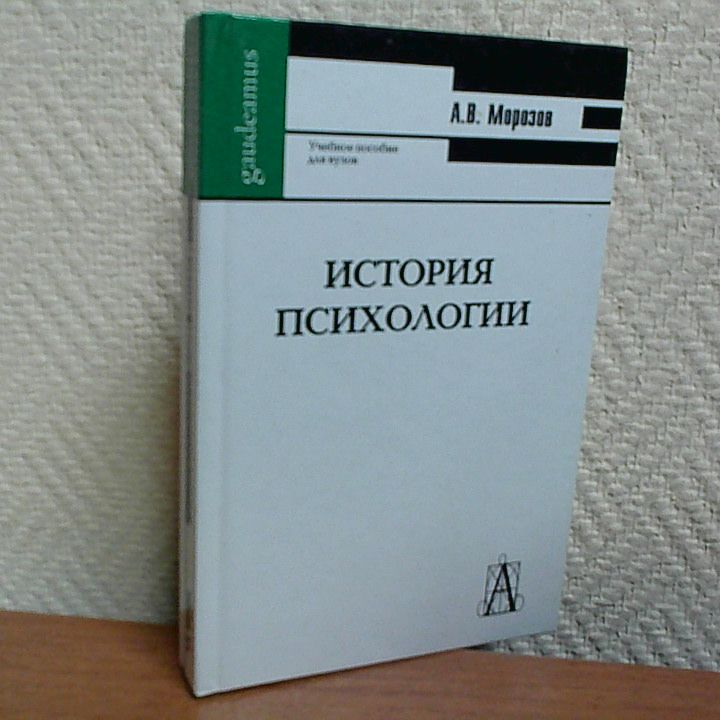 gaudeamus
А.В. Морозов
Учебное пособие
для вузов
ИСТОРИЯ
ПСИХОЛОГИИ
А